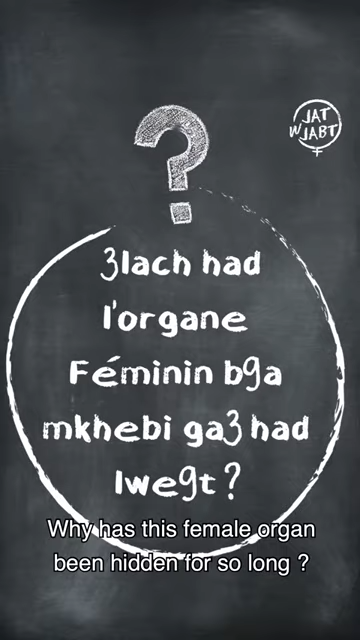 ?
JAT
WJABT
3lach had
l'organe
Féminin b9a
mkhebi ga3 had
lwe9t ?
Why has this female organ
been hidden for so long ?